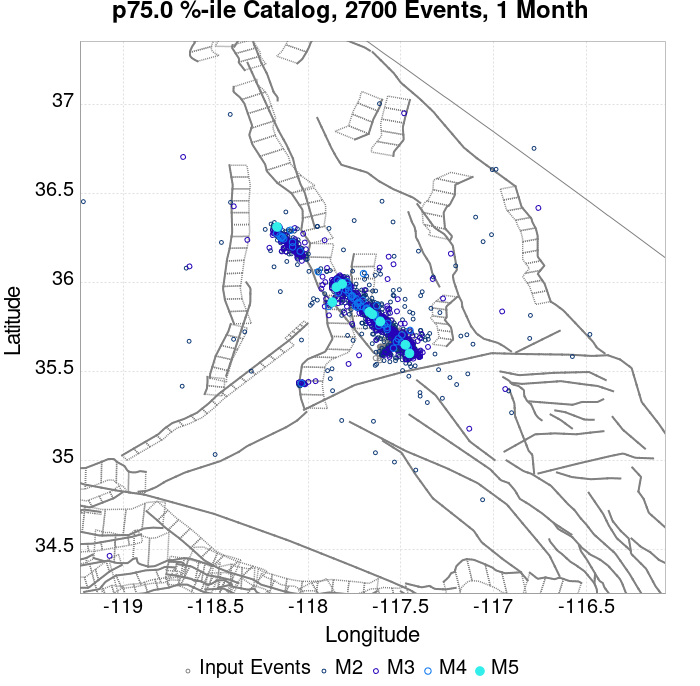 p75.0 %-ile Catalog, 2700 Events, 1 Month
37
36.5
36
35.5
35
34.5
Latitude
-119 -118.5 -118 -117.5 -117 -116.5
Longitude
Input Events M2 M3 M4 M5